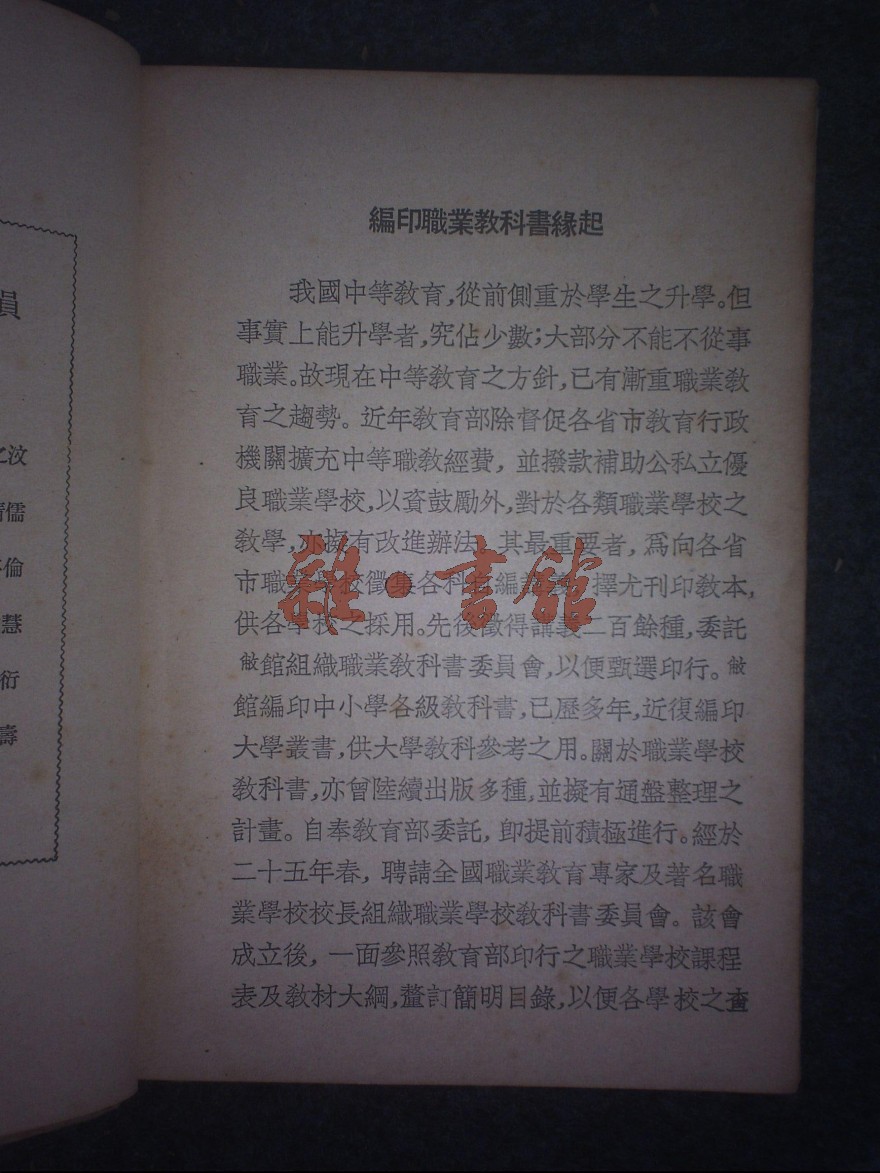 編印職業教科書緣起
我國中等教育，從前側重於學生之升學。但
事實上能升學者，究佔少數；大部分不能不從事
職業。故現在中等教育之方針，已有漸重職業教
育之趨勢。近年教育部除督促各省市教育行政
機關擴充中等職教經費，並撥款補助公私立優
良職業學校，以資鼓勵外，對於各類職業學校之
教學，亦擬有改進辦法。其最重要者，爲向各省
市職業學校徵集各科自編講義，擇尤刊印教本，
供各學校之採用。先後徵得講義二百餘種，委託
敝館組織職業教科書委員會，以便甄選印行。敝
館編印中小學各級教科書，已歷多年，近復編印
大學叢書，供大學教科參考之用。關於職業學校
教科書，亦曾陸續出版多種，並擬有通盤整理之
計畫。自奉教育部委託，卽提前積極進行。經於
二十五年春，聘請全國職業教育專家及著名職
業學校校長組織職業學校教科書委員會。該會
成立後，一面參照教育部印行之職業學校課程
表及教材大綱，釐訂簡明目錄，以便各學校之查
雜·書館
汶
儒
倫
慧
衍
壽